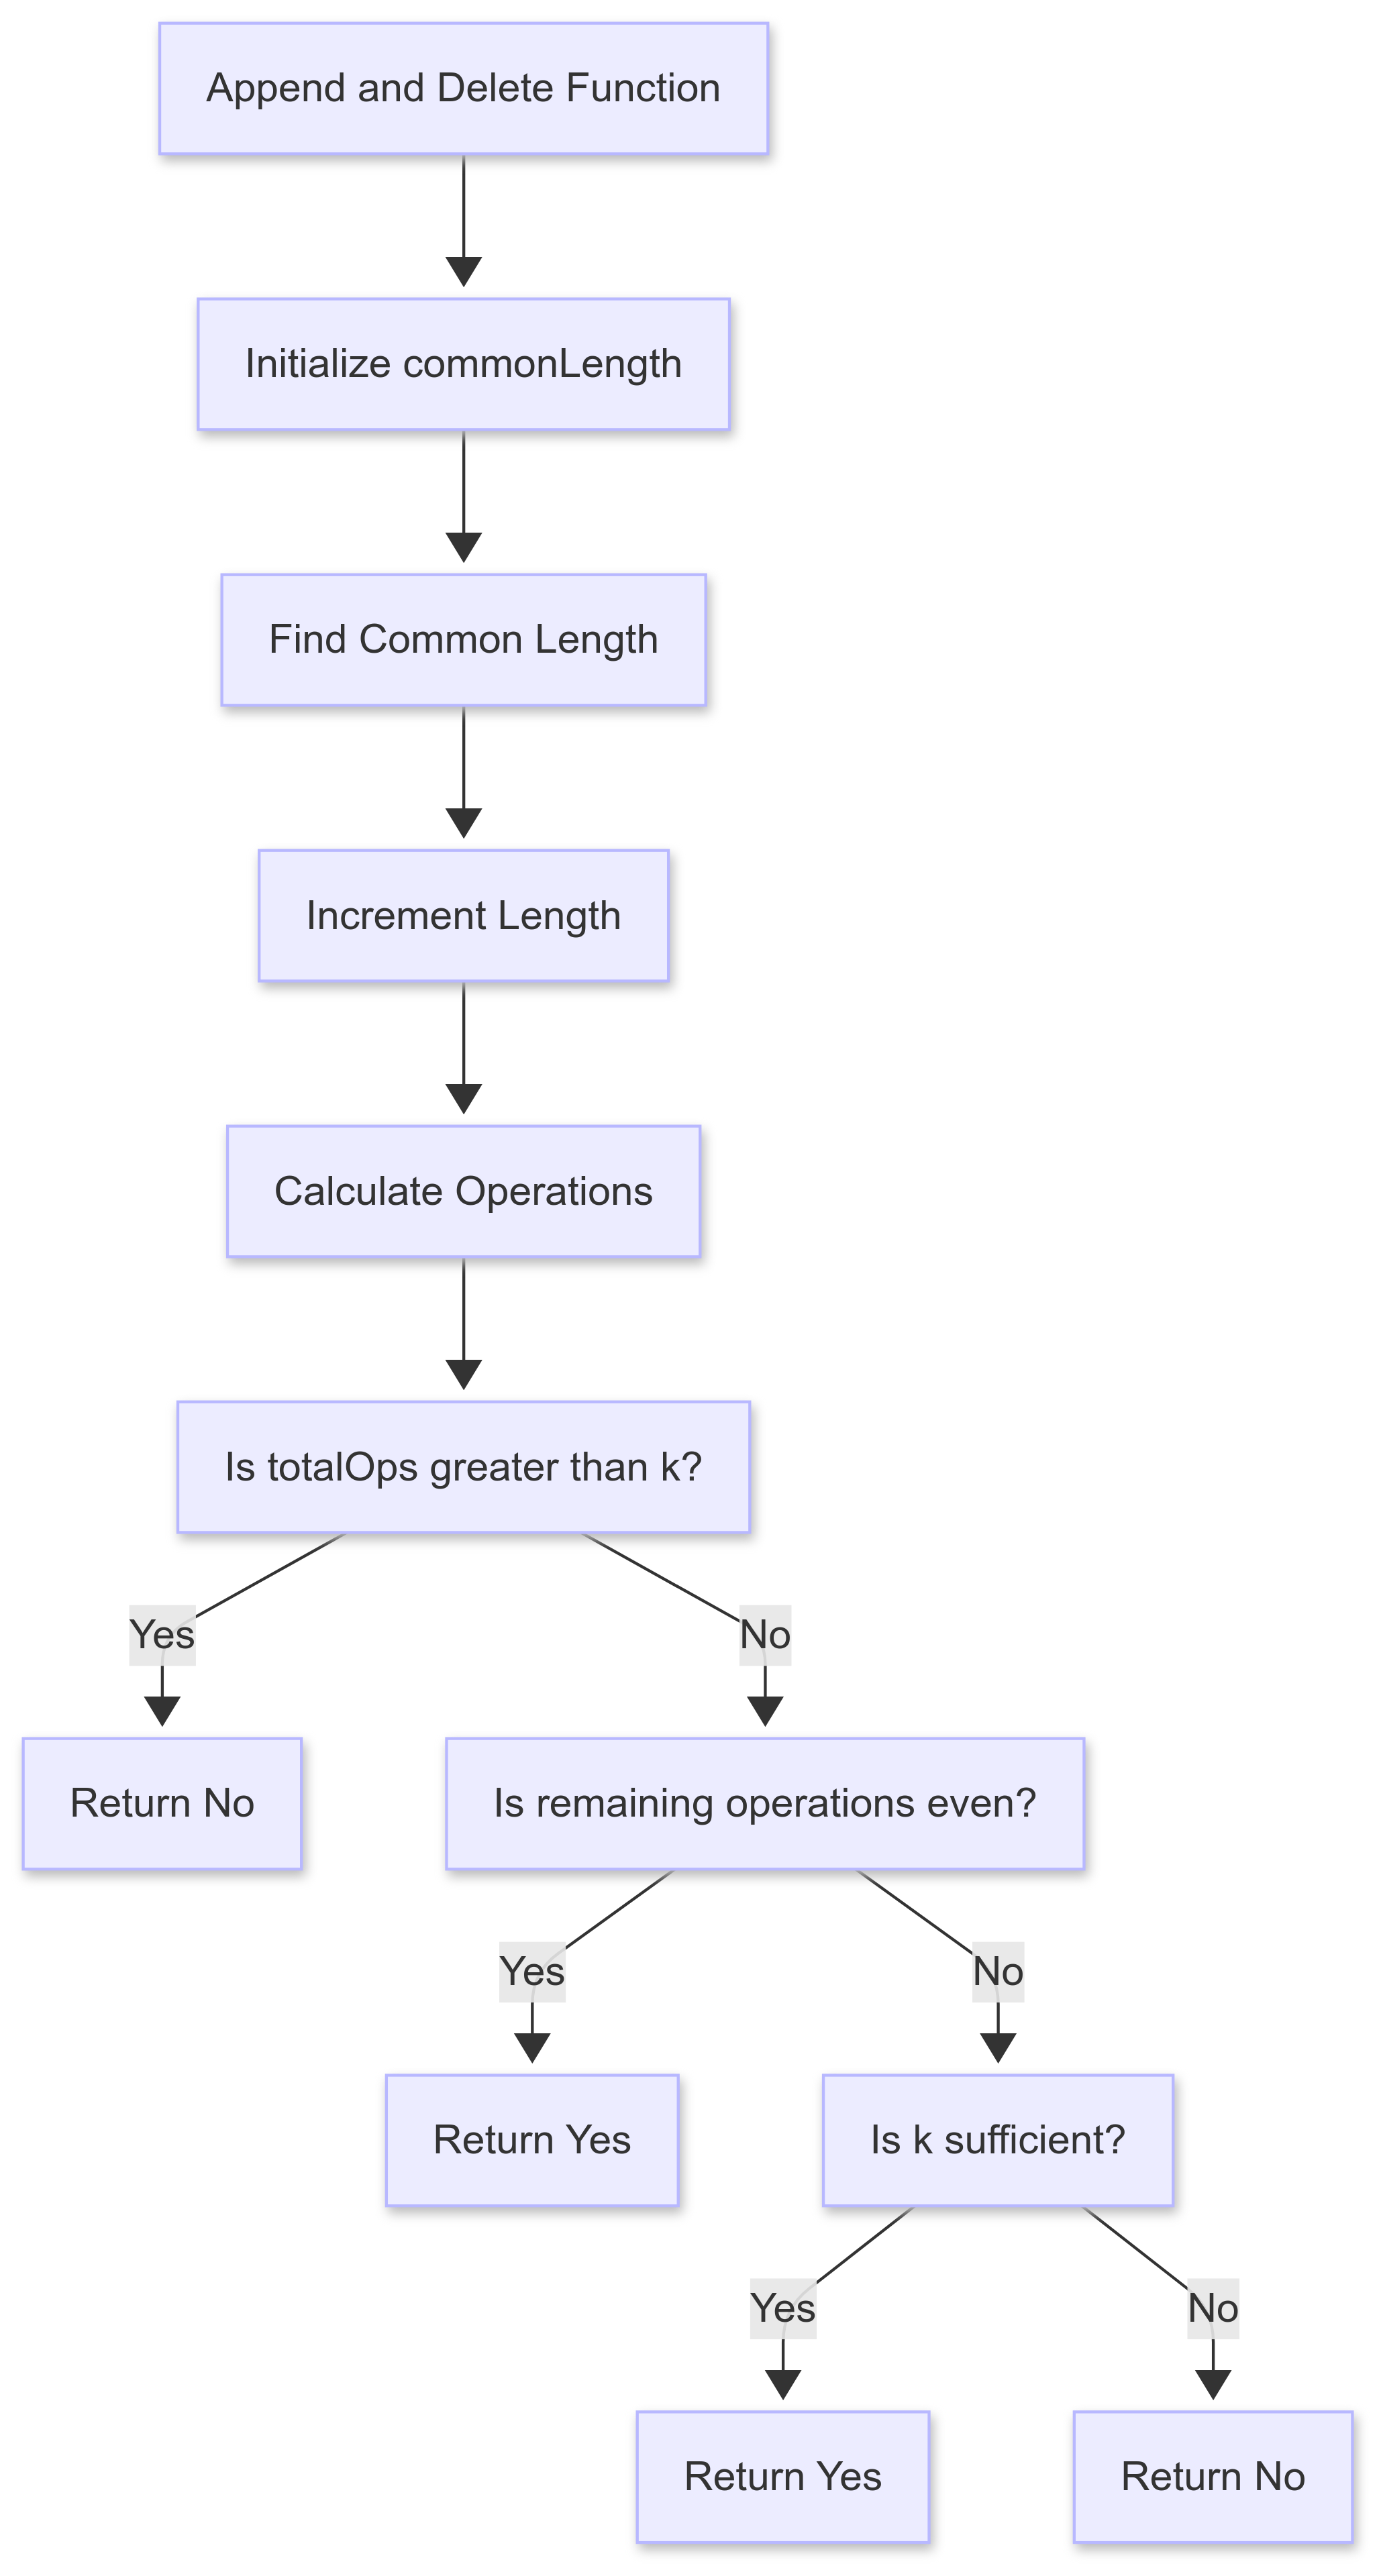 Append and Delete Function
Initialize commonLength
Find Common Length
Increment Length
Calculate Operations
Is totalOps greater than k?
Yes
No
Return No
Is remaining operations even?
Yes
No
Return Yes
Is k sufficient?
Yes
No
Return Yes
Return No